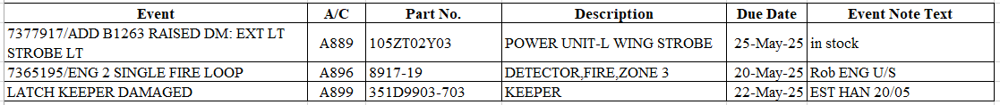 Event A/C Part No. Description Due Date Event Note Text
7377917/ADD B1263 RAISED DM: EXT LT
STROBE LT A889 105ZT02Y03 POWER UNIT-L WING STROBE 25-May-25 in stock
7365195/ENG 2 SINGLE FIRE LOOP A896 8917-19 DETECTOR,FIRE,ZONE 3 20-May-25 Rob ENG U/S
LATCH KEEPER DAMAGED A899 351D9903-703 KEEPER 22-May-25 EST HAN 20/05